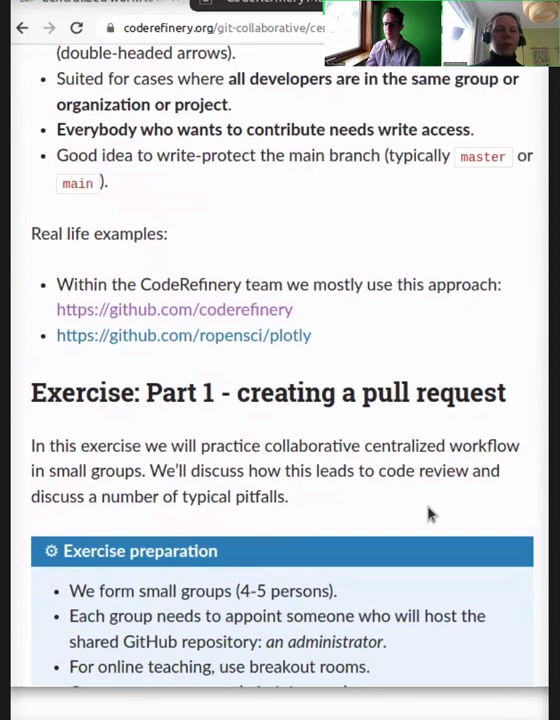 coderefinery.org/git-collaborative/cen
(double-headed arrows).
• Suited for cases where all developers are in the same group or
organization or project.
• Everybody who wants to contribute needs write access.
• Good idea to write-protect the main branch (typically master or
main ).
Real life examples:
• Within the CodeRefinery team we mostly use this approach:
https://github.com/coderefinery
• https://github.com/ropensci/plotly
Exercise: Part 1 - creating a pull request
In this exercise we will practice collaborative centralized workflow
in small groups. We'll discuss how this leads to code review and
discuss a number of typical pitfalls.
Exercise preparation
• We form small groups (4-5 persons).
• Each group needs to appoint someone who will host the
shared GitHub repository: an administrator.
• For online teaching, use breakout rooms.